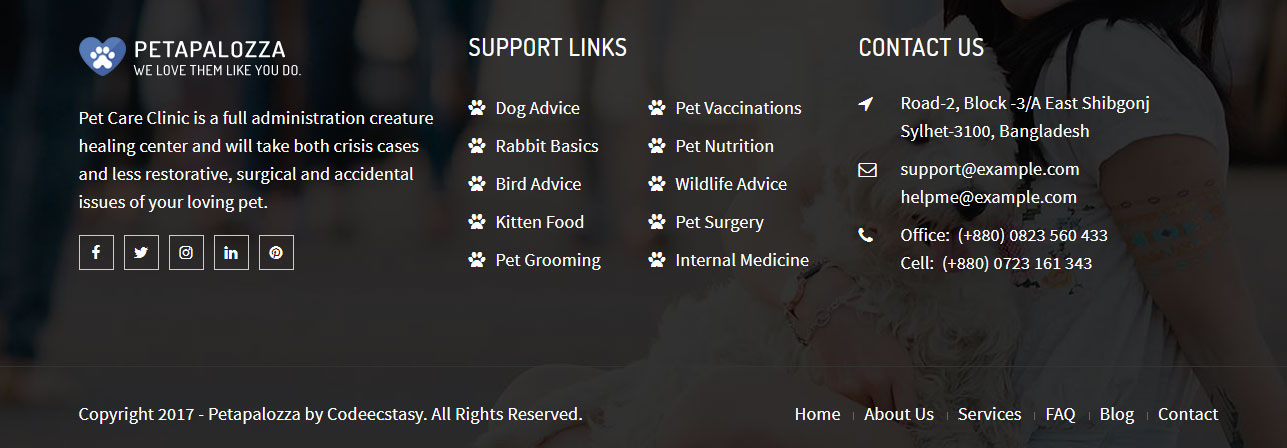 PETAPALOZZA
WE LOVE THEM LIKE YOU DO.
Pet Care Clinic is a full administration creature
healing center and will take both crisis cases
and less restorative, surgical and accidental
issues of your loving pet.
SUPPORT LINKS
Dog Advice
Rabbit Basics
Bird Advice
Kitten Food
Pet Grooming
Pet Vaccinations
Pet Nutrition
Wildlife Advice
Pet Surgery
Internal Medicine
CONTACT US
Road-2, Block -3/A East Shibgonj
Sylhet-3100, Bangladesh
support@example.com
helpme@example.com
Office: (+880) 0823 560 433
Cell: (+880) 0723 161 343
Copyright 2017 - Petapalozza by Codeecstasy. All Rights Reserved.
Home | About Us | Services | FAQ | Blog | Contact